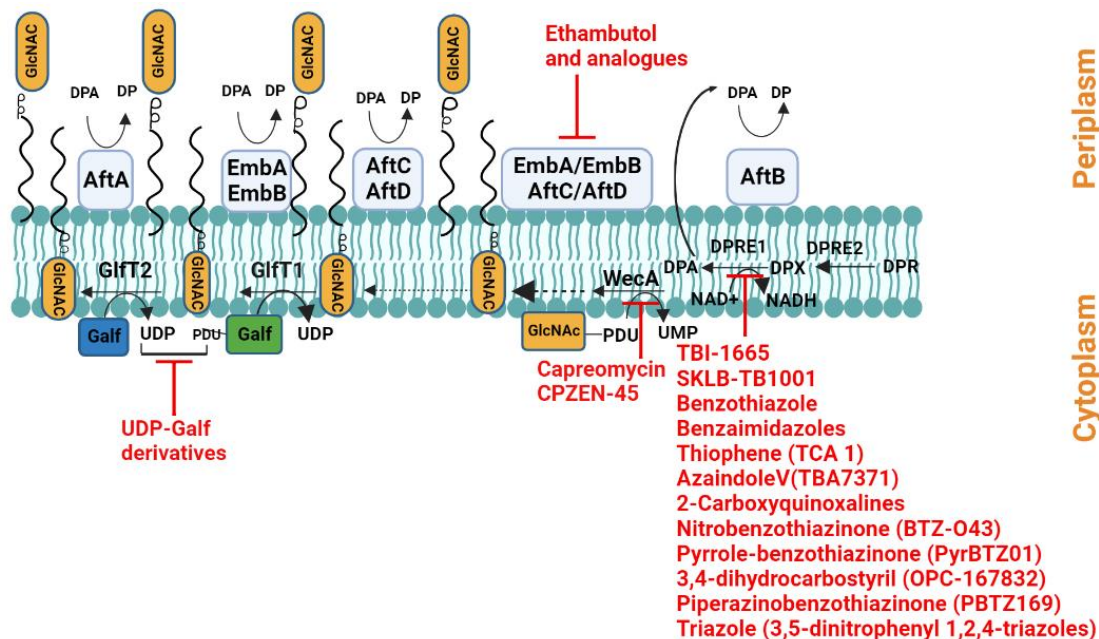 GlcNAC
GlcNAC
GlcNAC
GlcNAC
Ethambutol
and analogues
Periplasm
DPA DP
DPA DP
DPA DP
DPA DP
AftA
EmbA
EmbB
AftC
AftD
EmbA/EmbB
AftC/AftD
AftB
GlcNAC
GlfT2
GlcNAC
GlfT1
GlcNAC
GlcNAC
WecA
DPA
DPRE1
DPX
DPRE2
DPR
NAD+
NADH
Galf
UDP
PDU
Galf
UDP
GlcNAc
PDU
UMP
Cytoplasm
UDP-Galf
derivatives
Capreomycin
CPZEN-45
TBI-1665
SKLB-TB1001
Benzothiazole
Benzaimidazoles
Thiophene (TCA 1)
AzaindoleV(TBA7371)
2-Carboxyquinoxalines
Nitrobenzothiazinone (BTZ-O43)
Pyrrole-benzothiazinone (PyrBTZ01)
3,4-dihydrocarbostyril (OPC-167832)
Piperazinobenzothiazinone (PBTZ169)
Triazole (3,5-dinitrophenyl 1,2,4-triazoles)